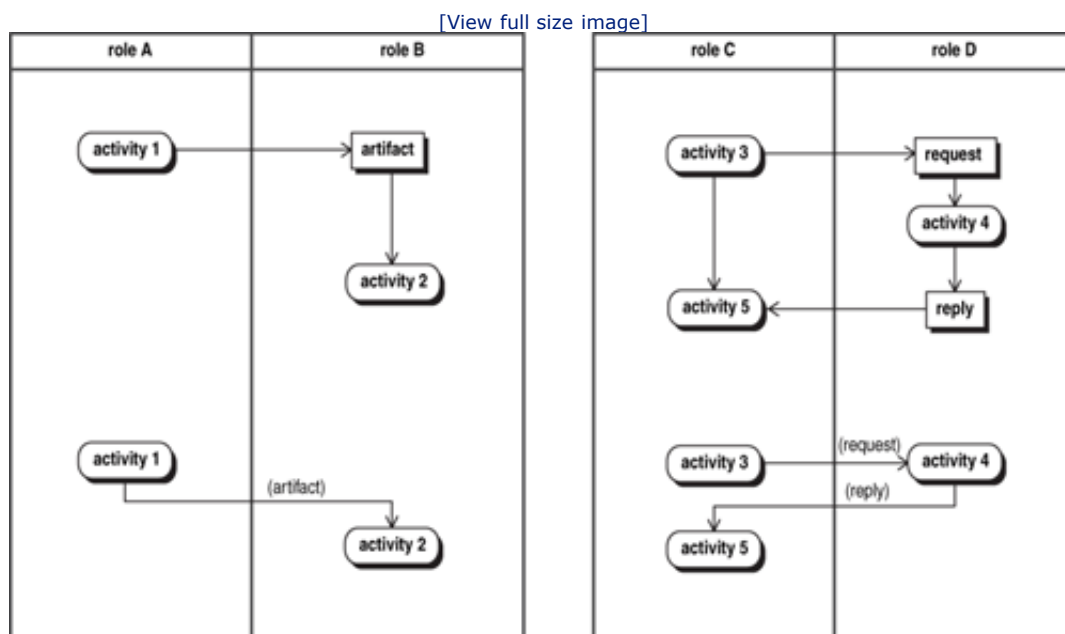 [View full size image]
role A
role B
activity 1
artifact
activity 2
activity 1
(artifact)
activity 2
role C
role D
activity 3
request
activity 4
activity 5
reply
activity 3
(request)
activity 4
(reply)
activity 5